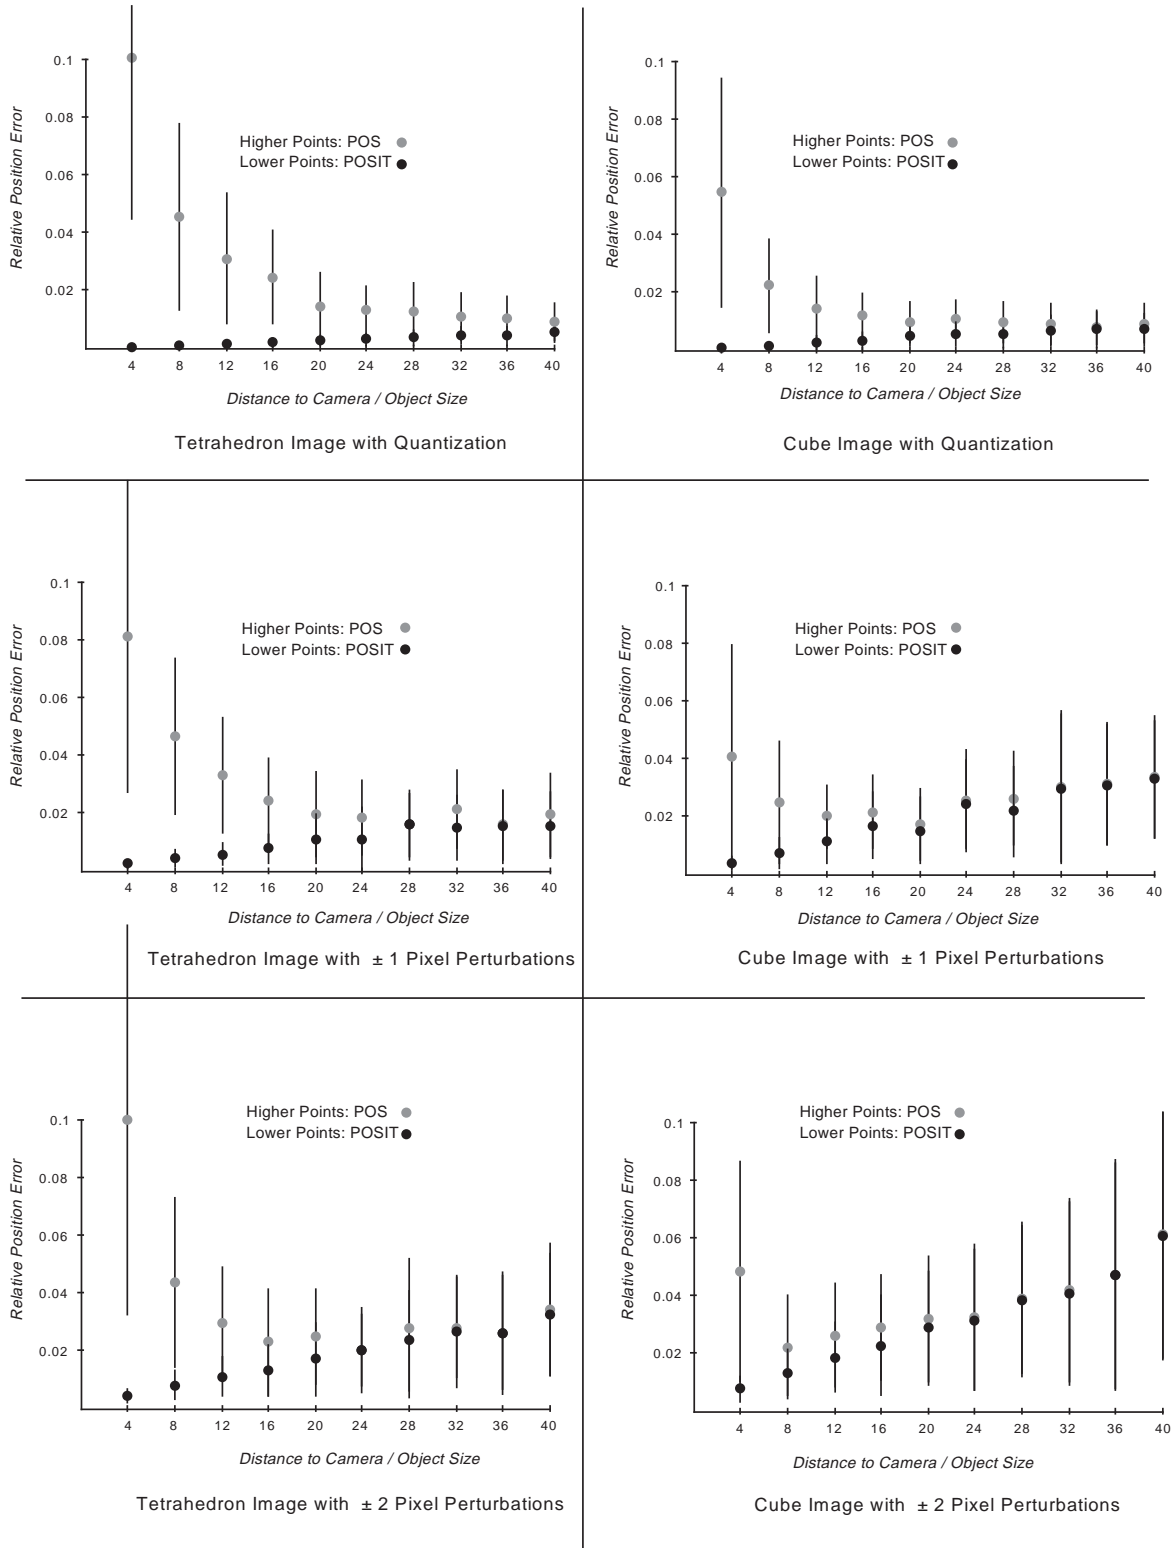 0.1
0.08
0.06
0.04
0.02
Relative Position Error
Higher Points: POS
Lower Points: POSIT
4 8 12 16 20 24 28 32 36 40
Distance to Camera / Object Size
Tetrahedron Image with Quantization
0.1
0.08
0.06
0.04
0.02
Relative Position Error
Higher Points: POS
Lower Points: POSIT
4 8 12 16 20 24 28 32 36 40
Distance to Camera / Object Size
Cube Image with Quantization
0.1
0.08
0.06
0.04
0.02
Relative Position Error
Higher Points: POS
Lower Points: POSIT
4 8 12 16 20 24 28 32 36 40
Distance to Camera / Object Size
Tetrahedron Image with ± 1 Pixel Perturbations
0.1
0.08
0.06
0.04
0.02
Relative Position Error
Higher Points: POS
Lower Points: POSIT
4 8 12 16 20 24 28 32 36 40
Distance to Camera / Object Size
Cube Image with ± 1 Pixel Perturbations
0.1
0.08
0.06
0.04
0.02
Relative Position Error
Higher Points: POS
Lower Points: POSIT
4 8 12 16 20 24 28 32 36 40
Distance to Camera / Object Size
Tetrahedron Image with ± 2 Pixel Perturbations
0.1
0.08
0.06
0.04
0.02
Relative Position Error
Higher Points: POS
Lower Points: POSIT
4 8 12 16 20 24 28 32 36 40
Distance to Camera / Object Size
Cube Image with ± 2 Pixel Perturbations